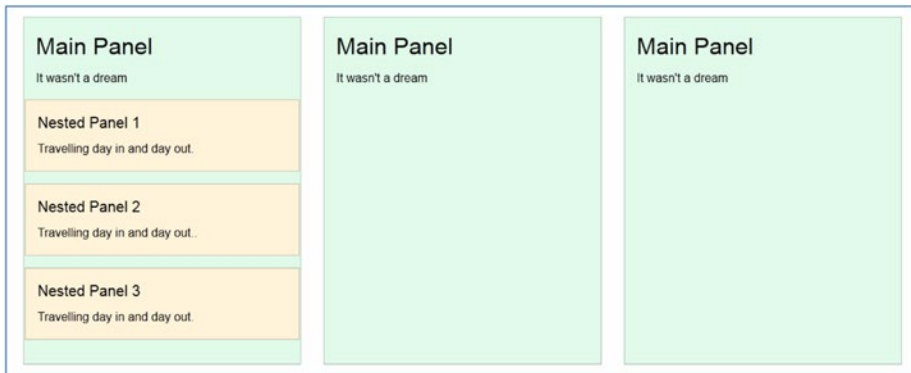 Main Panel
It wasn't a dream
Nested Panel 1
Travelling day in and day out.
Nested Panel 2
Travelling day in and day out..
Nested Panel 3
Travelling day in and day out.
Main Panel
It wasn't a dream
Main Panel
It wasn't a dream